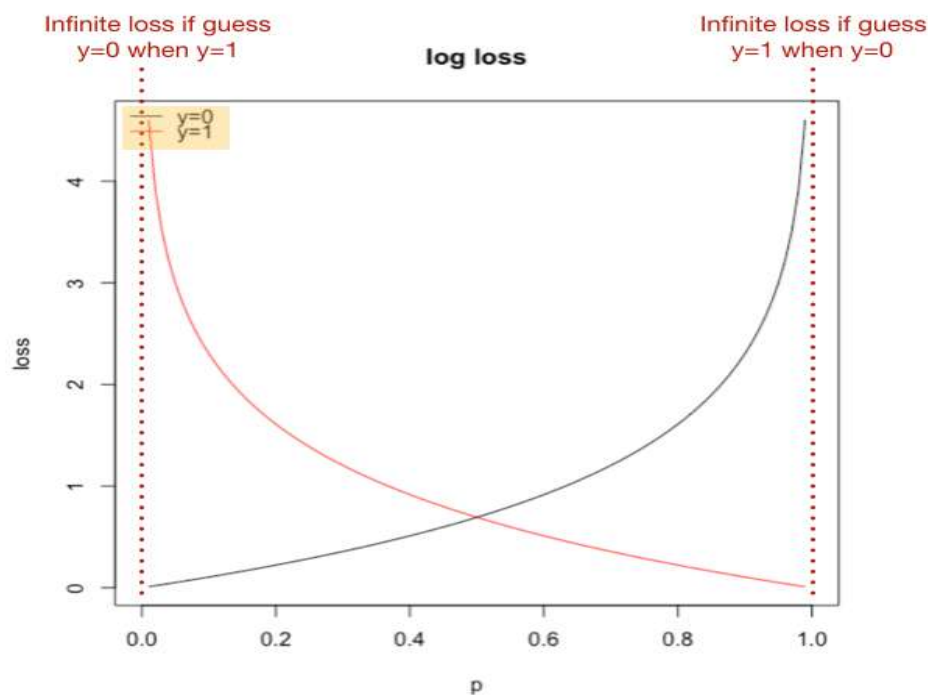 Infinite loss if guess
y=0 when y=1
Infinite loss if guess
y=1 when y=0
log loss
y=0
y=1
loss
4
3
2
1
0
0.0 0.2 0.4 0.6 0.8 1.0
p